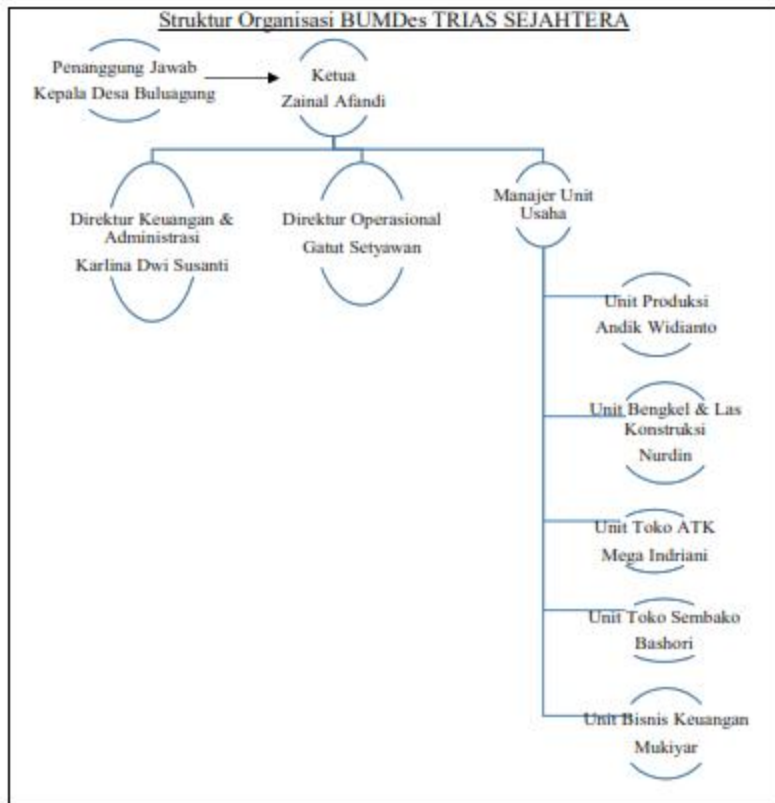 Struktur Organisasi BUMDes TRIAS SEJAHTERA
Penanggung Jawab
Kepala Desa Buluagung
Ketua
Zainal Afandi
Direktur Keuangan &
Administrasi
Karlina Dwi Susanti
Direktur Operasional
Gatut Setyawan
Manajer Unit
Usaha
Unit Produksi
Andik Widianto
Unit Bengkel & Las
Konstruksi
Nurdin
Unit Toko ATK
Mega Indriani
Unit Toko Sembako
Bashori
Unit Bisnis Keuangan
Mukiyar